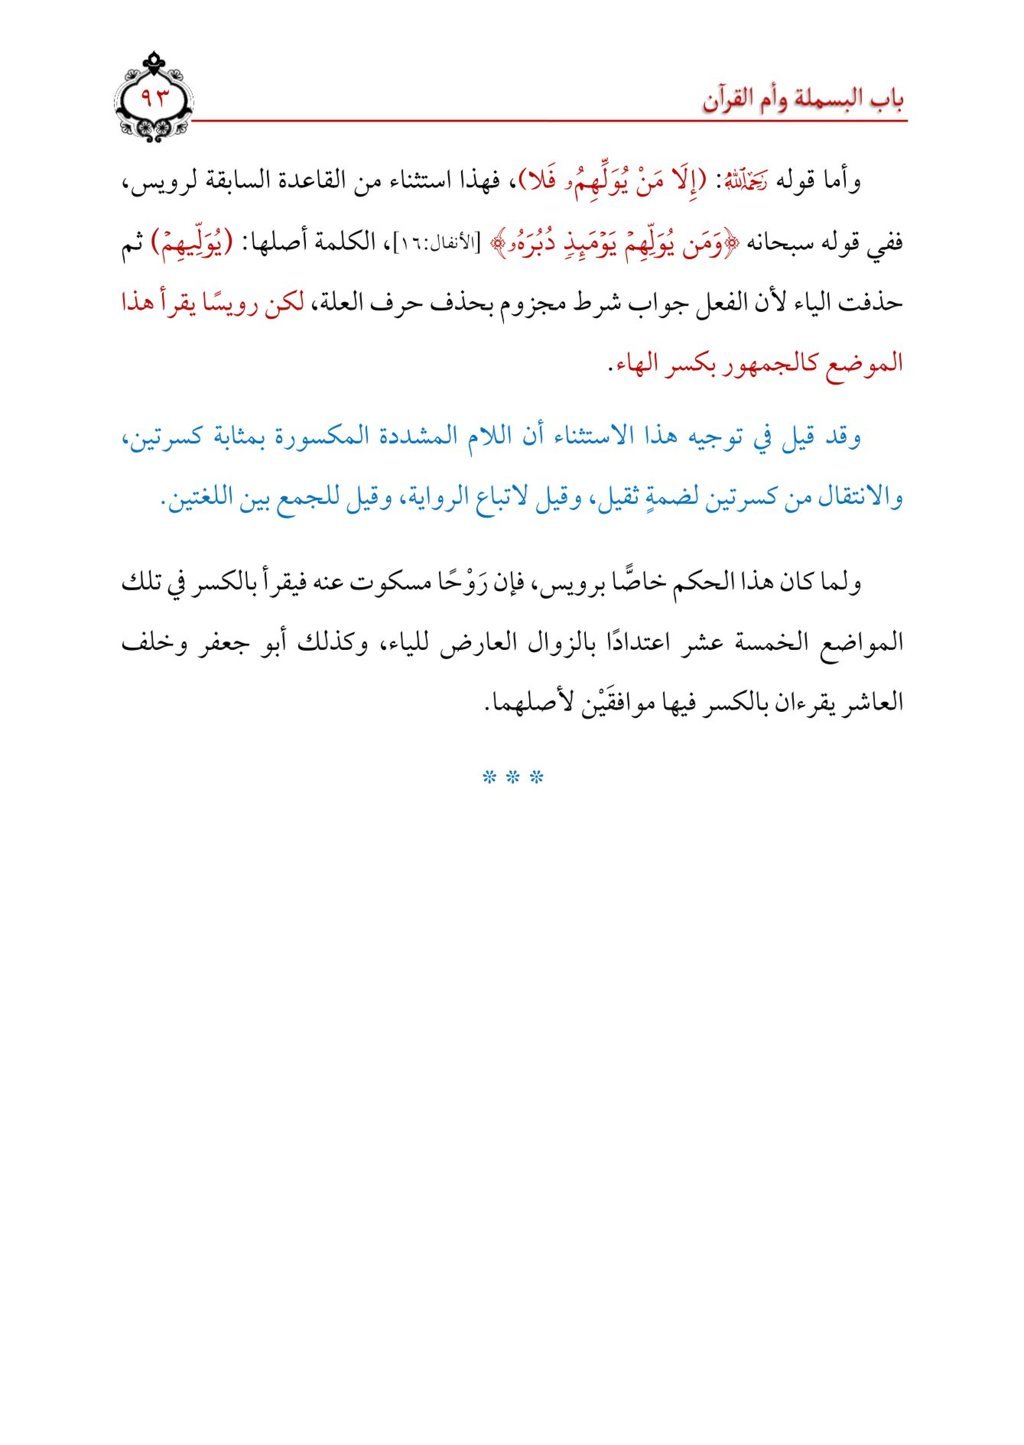 باب البسملة وأم القرآن
٩٣
وأما قوله رَحِمَهُ ٱللَّهُ: (إِلَا مَنْ يُوَلِّهِمُۥ فَلا)، فهذا استثناء من القاعدة السابقة لرويس،
ففي قوله سبحانه ﴿وَمَن يُوَلِّهِمۡ يَوۡمَئِذٖ دُبُرَهُۥ﴾ [الأنفال:١٦]، الكلمة أصلها: (يُوَلِّيهِمۡ) ثم
حذفت الياء لأن الفعل جواب شرط مجزوم بحذف حرف العلة، لكن رويسًا يقرأ هذا
الموضع كالجمهور بكسر الهاء.
وقد قيل في توجيه هذا الاستثناء أن اللام المشددة المكسورة بمثابة كسرتين،
والانتقال من كسرتين لضمةٍ ثقيل، وقيل لاتباع الرواية، وقيل للجمع بين اللغتين.
ولما كان هذا الحكم خاصًّا برويس، فإن رَوْحًا مسكوت عنه فيقرأ بالكسر في تلك
المواضع الخمسة عشر اعتدادًا بالزوال العارض للياء، وكذلك أبو جعفر وخلف
العاشر يقرءان بالكسر فيها موافقَيْن لأصلهما.
* * *